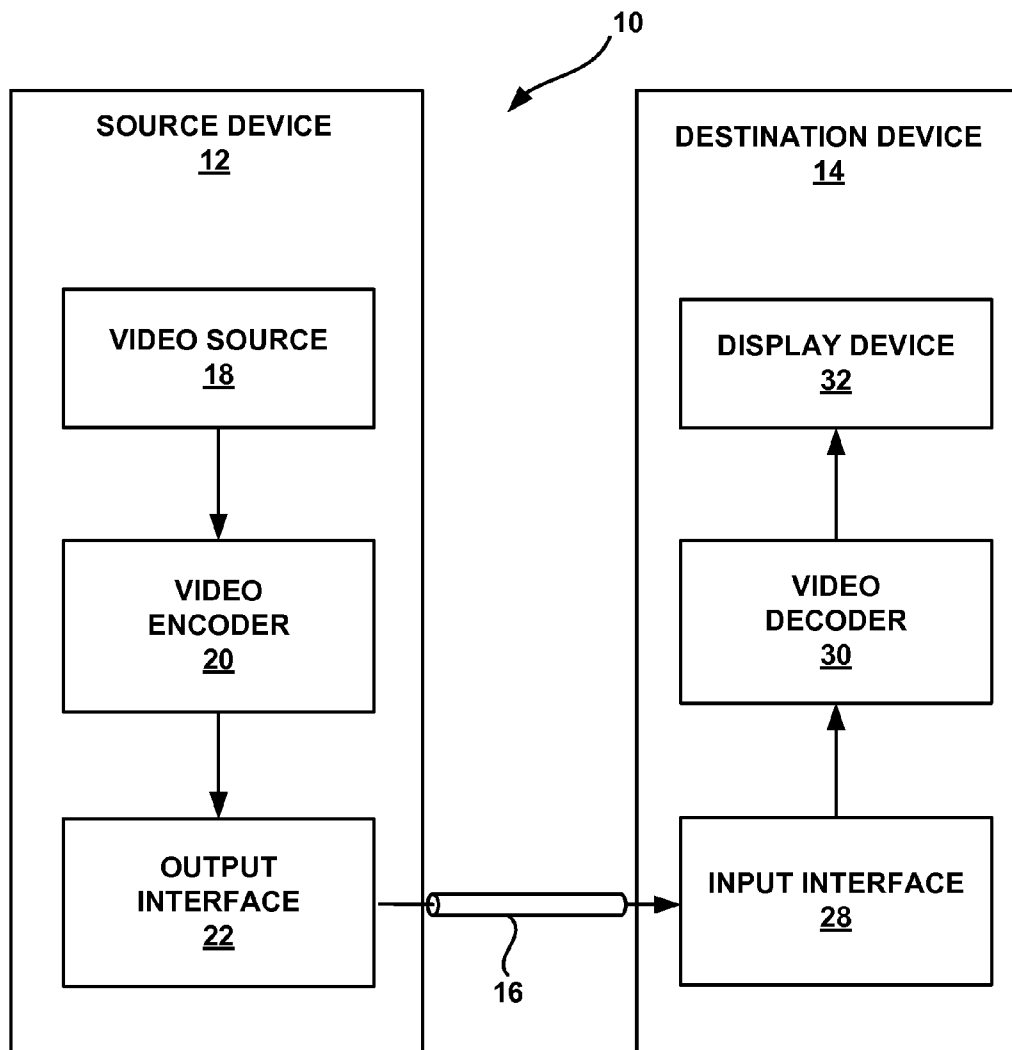 10
SOURCE DEVICE
12
VIDEO SOURCE
18
VIDEO
ENCODER
20
OUTPUT
INTERFACE
22
16
DESTINATION DEVICE
14
DISPLAY DEVICE
32
VIDEO
DECODER
30
INPUT INTERFACE
28